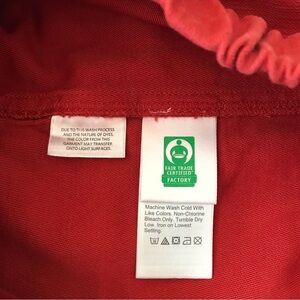 DUE TO THIS WASH PROCESS
AND THE NATURE OF DYES,
THE COLOR FROM THIS
GARMENT MAY TRANSFER
ONTO LIGHT SURFACES.
FAIR TRADE
CERTIFIED
FACTORY
Machine Wash Cold With
Like Colors. Non-Chlorine
Bleach Only. Tumble Dry
Low. Iron on Lowest
Setting.